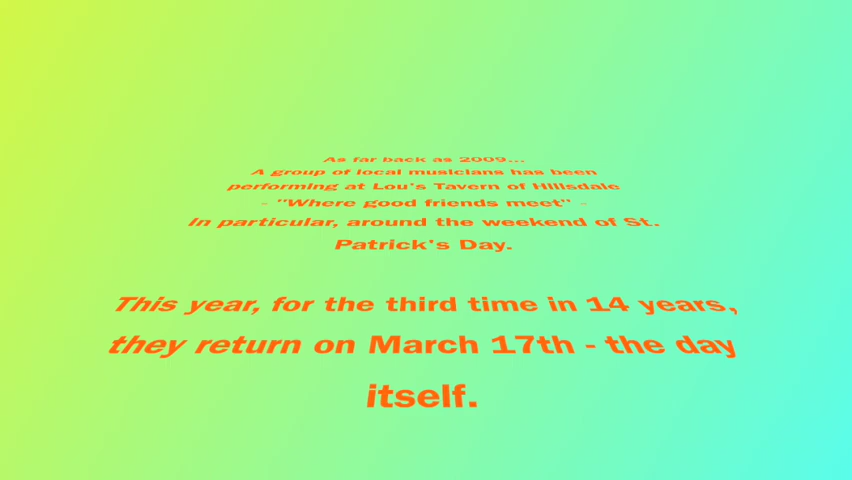 As far back as 2009...
A group of local musicians has been
performing at Lou's Tavern of Hillsdale
- "Where good friends meet" -
In particular, around the weekend of St.
Patrick's Day.
This year, for the third time in 14 years,
they return on March 17th - the day
itself.